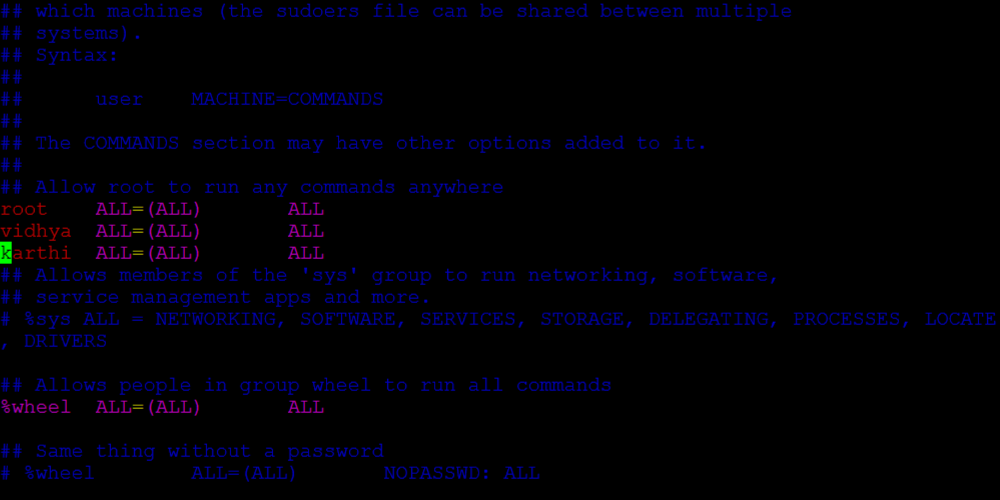 ## which machines (the sudoers file can be shared between multiple
## systems).
## Syntax:
##
##      user    MACHINE=COMMANDS
##
## The COMMANDS section may have other options added to it.
##
## Allow root to run any commands anywhere
root    ALL=(ALL)       ALL
vidhya  ALL=(ALL)       ALL
karthi  ALL=(ALL)       ALL
## Allows members of the 'sys' group to run networking, software,
## service management apps and more.
# %sys ALL = NETWORKING, SOFTWARE, SERVICES, STORAGE, DELEGATING, PROCESSES, LOCATE
, DRIVERS
## Allows people in group wheel to run all commands
%wheel  ALL=(ALL)       ALL
## Same thing without a password
# %wheel        ALL=(ALL)       NOPASSWD: ALL